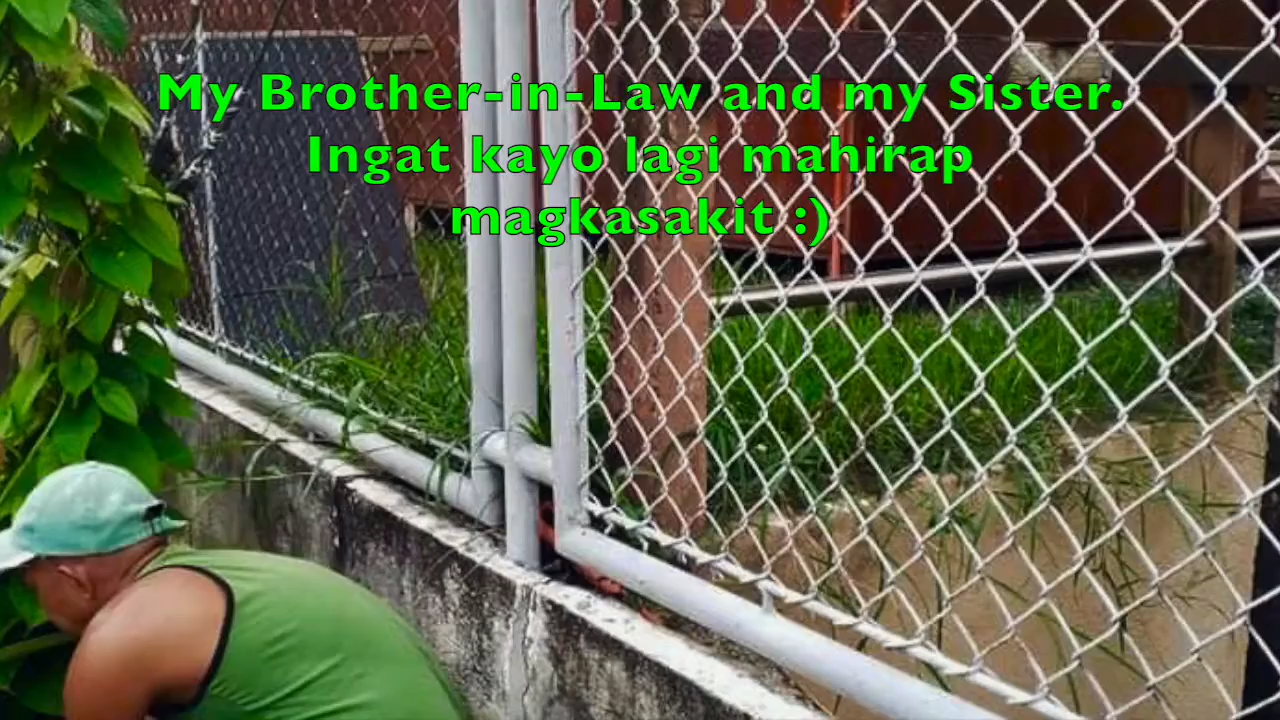 My Brother-in-Law and my Sister.
Ingat kayo lagi mahirap
magkasakit :)